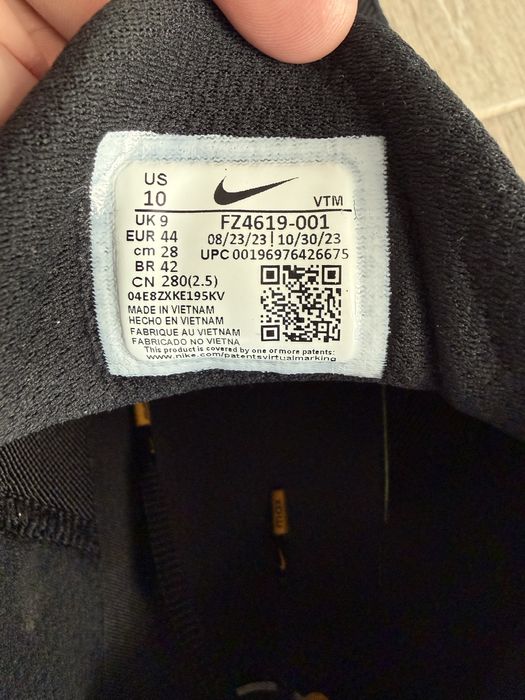 US
10
VTM
UK 9
FZ4619-001
EUR 44
08/23/23 | 10/30/23
cm 28
UPC 00196976426675
BR 42
CN 280(2.5)
04E8ZXKE195KV
MADE IN VIETNAM
HECHO EN VIETNAM
FABRIQUE AU VIETNAM
FABRICADO NO VIETNA
This product is covered by one or more patents:
www.nike.com/patentsvirtualmarking
max